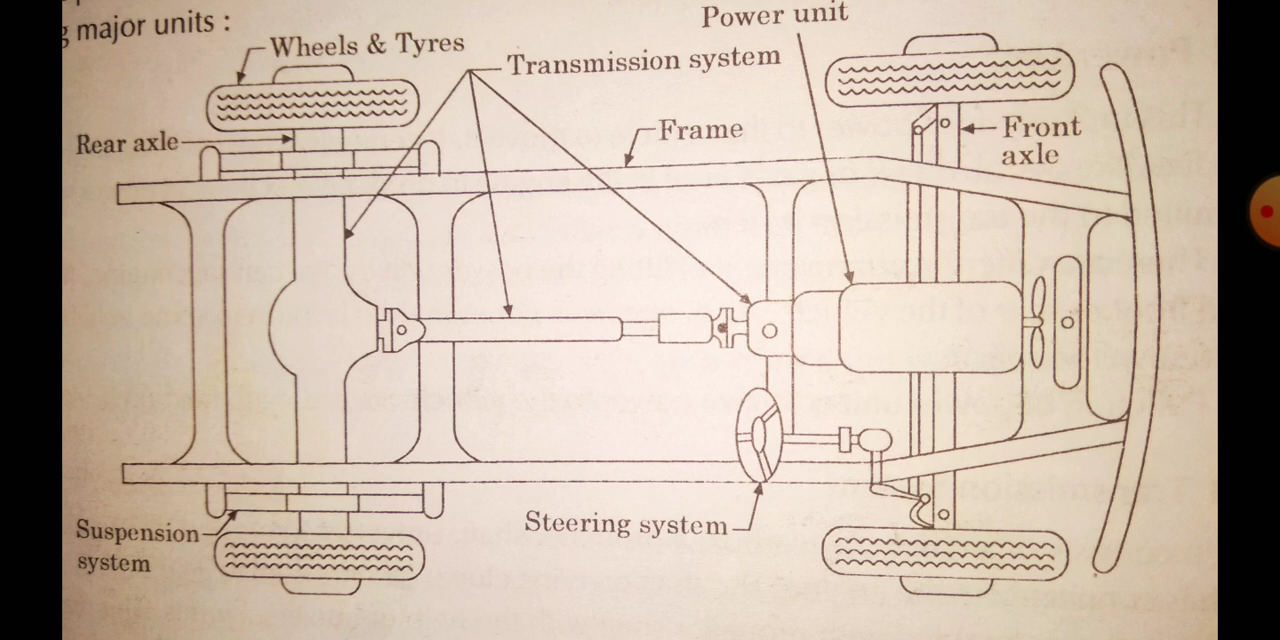 major units :
Power unit
Wheels & Tyres
Transmission system
Rear axle
Frame
Front
axle
Steering system
Suspension
system